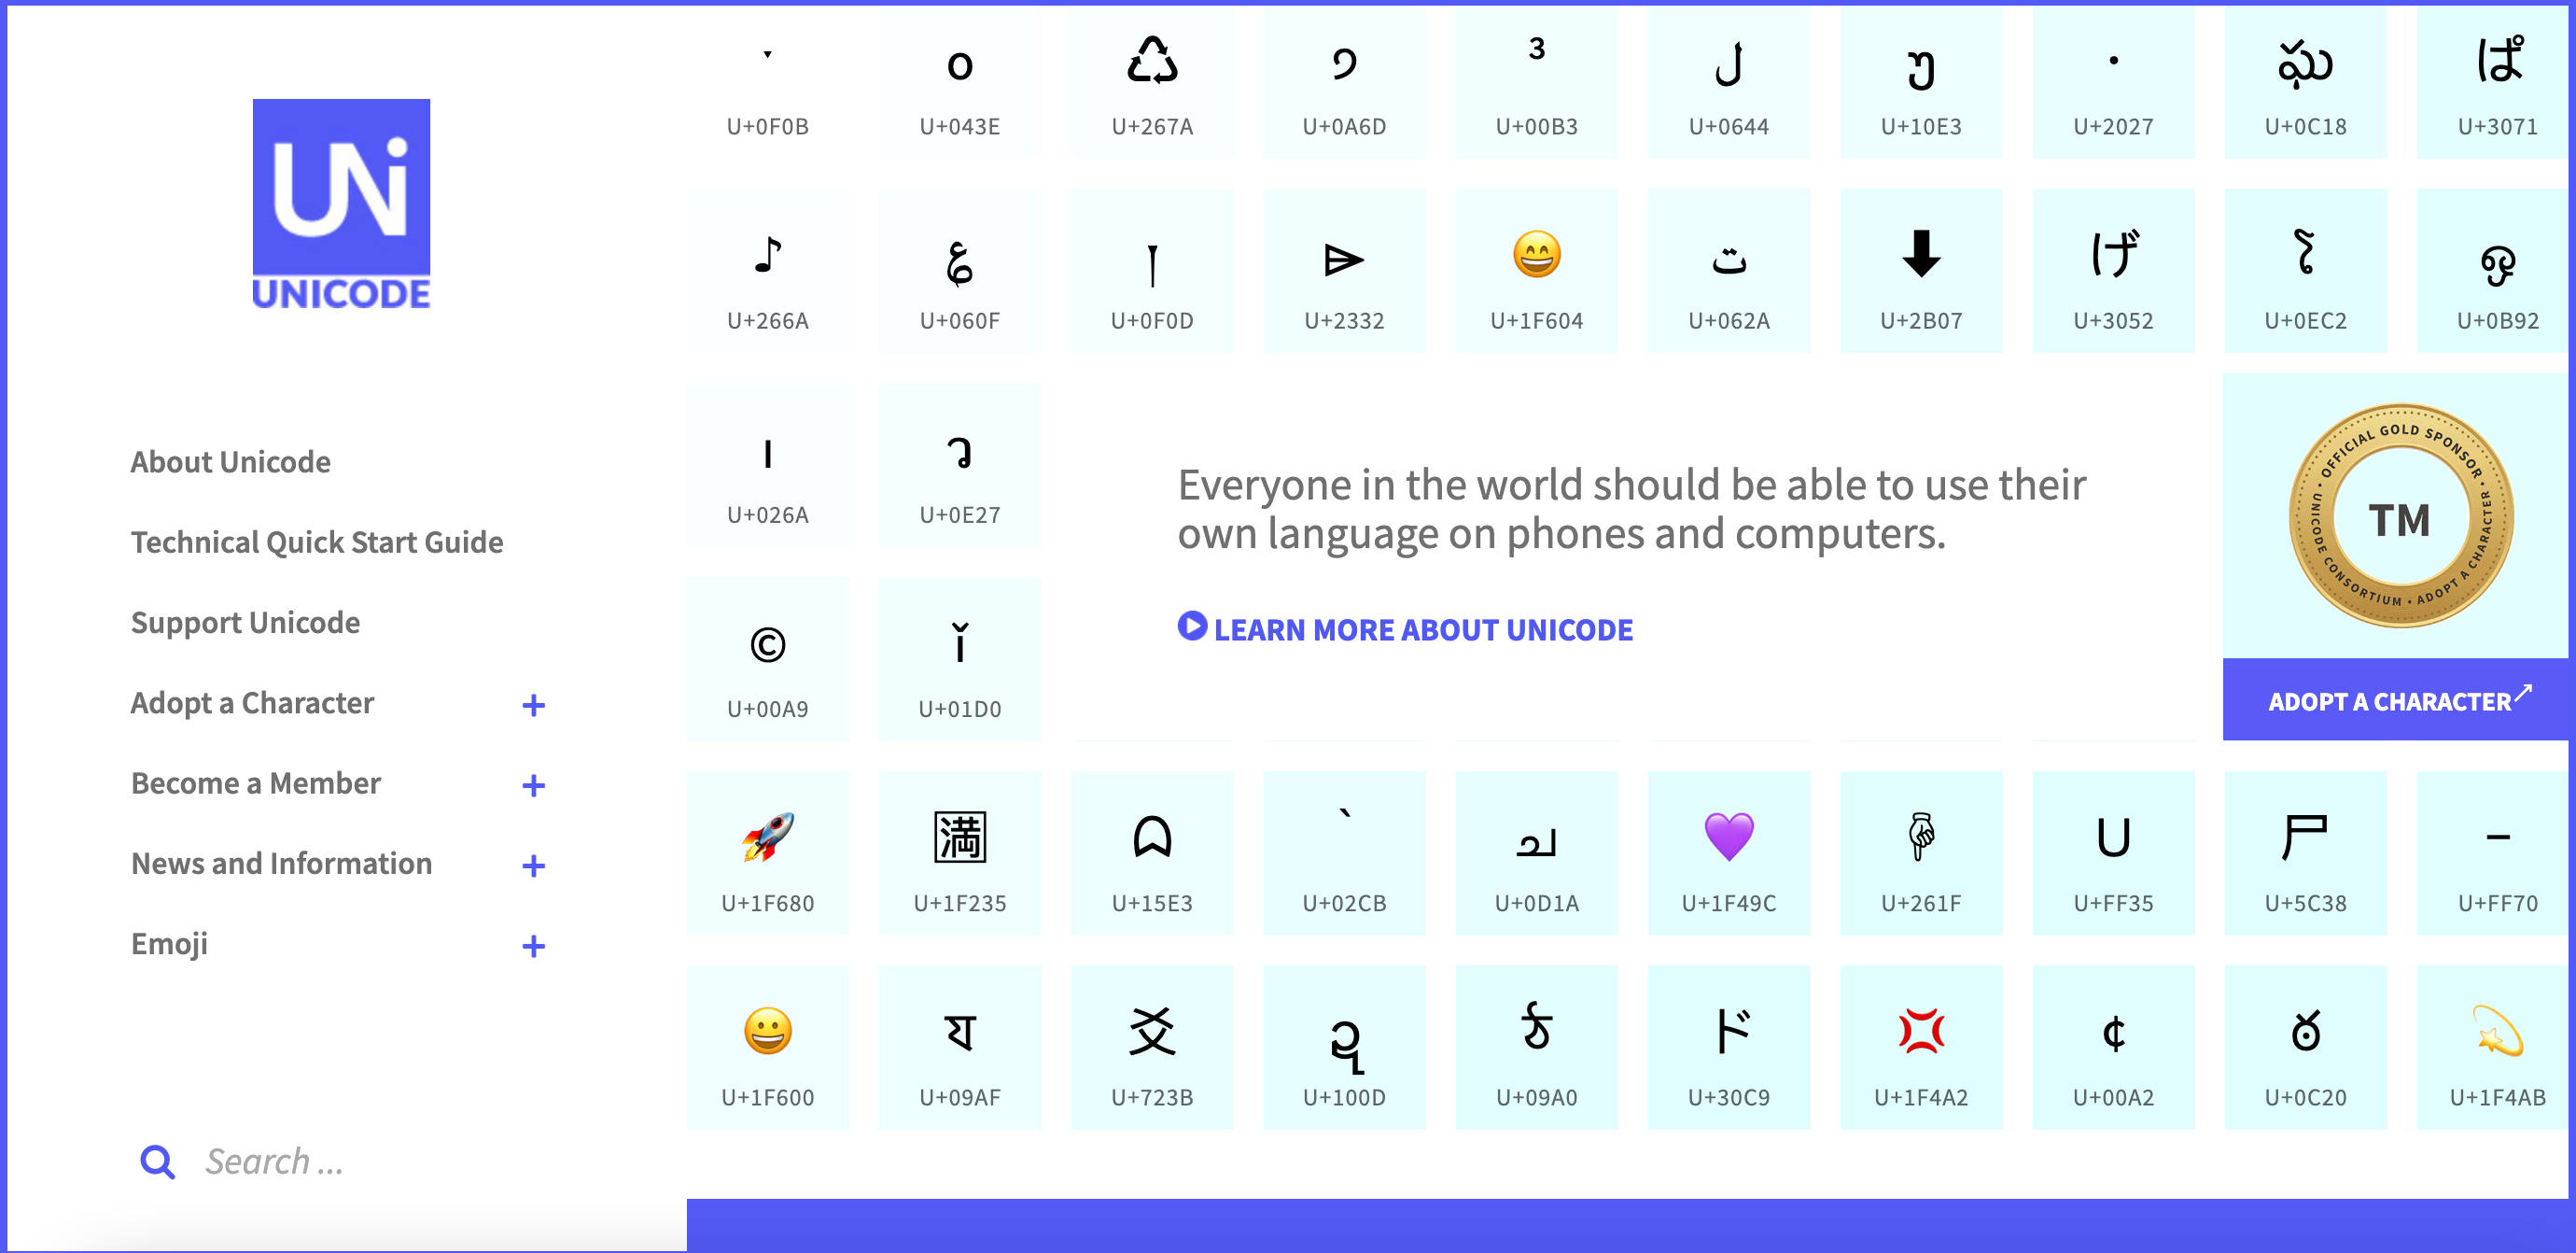 UNi
UNICODE
About Unicode
Technical Quick Start Guide
Support Unicode
Adopt a Character +
Become a Member +
News and Information +
Emoji +
Search ...
་ о ♺ ੭ ³ ل უ ‧ ఘ ぱ
U+0F0B U+043E U+267A U+0A6D U+00B3 U+0644 U+10E3 U+2027 U+0C18 U+3071
♪ ؏ ། ⌲ 😄 ت ⬇ げ ໂ ஒ
U+266A U+060F U+0F0D U+2332 U+1F604 U+062A U+2B07 U+3052 U+0EC2 U+0B92
ɪ ว
U+026A U+0E27
© ǐ
U+00A9 U+01D0
Everyone in the world should be able to use their
own language on phones and computers.
LEARN MORE ABOUT UNICODE
OFFICIAL GOLD SPONSOR •
UNICODE CONSORTIUM • ADOPT A CHARACTER
TM
ADOPT A CHARACTER↗
🚀 🈵 ᗣ ˋ ച 💜 ☟ U 尸 ｰ
U+1F680 U+1F235 U+15E3 U+02CB U+0D1A U+1F49C U+261F U+FF35 U+5C38 U+FF70
😀 য 爻 ဍ ঠ ド 💢 ¢ ఠ 💫
U+1F600 U+09AF U+723B U+100D U+09A0 U+30C9 U+1F4A2 U+00A2 U+0C20 U+1F4AB